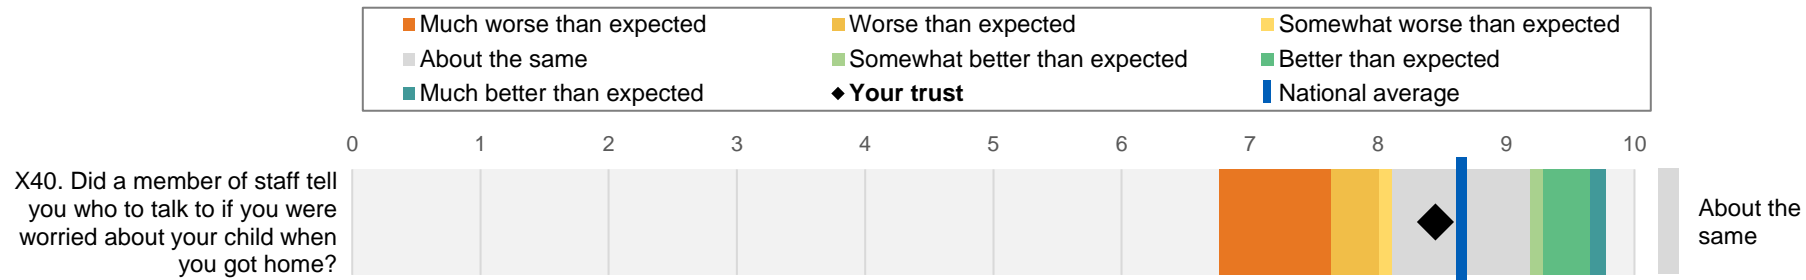 Much worse than expected
Worse than expected
Somewhat worse than expected
About the same
Somewhat better than expected
Better than expected
Much better than expected
Your trust
National average
0 1 2 3 4 5 6 7 8 9 10
X40. Did a member of staff tell
you who to talk to if you were
worried about your child when
you got home?
About the
same